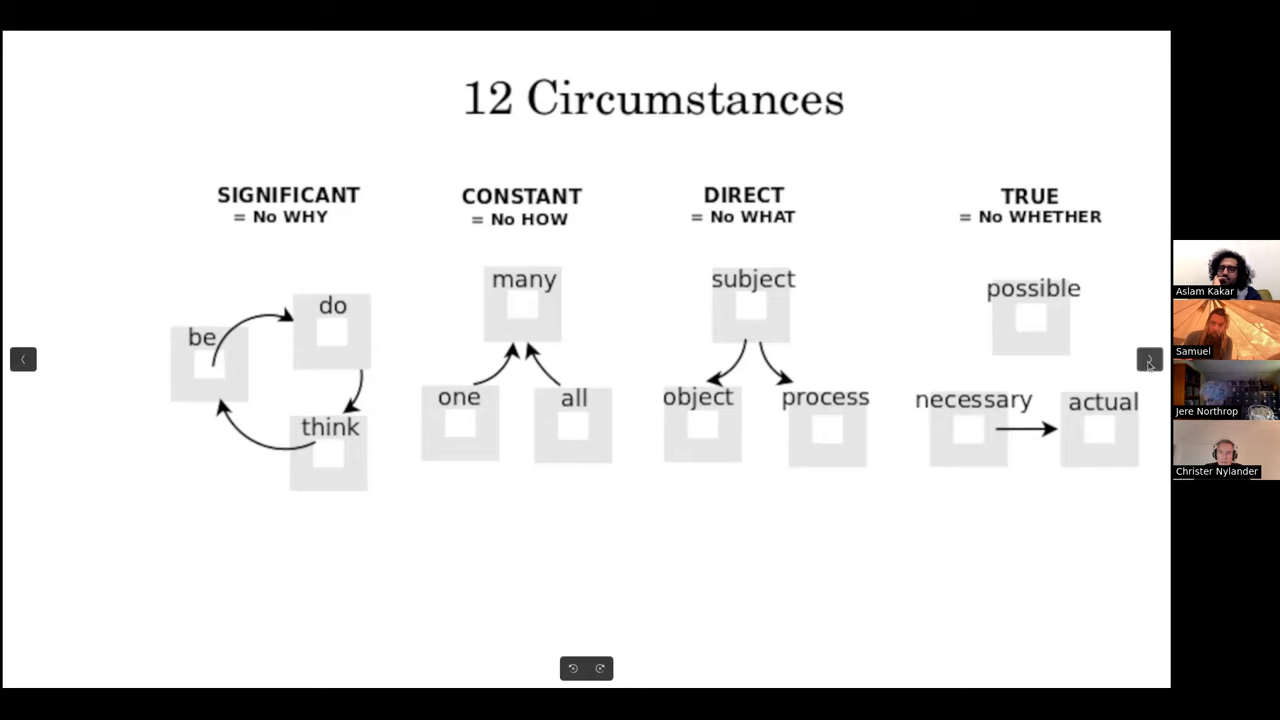 12 Circumstances
SIGNIFICANT
= No WHY
CONSTANT
= No HOW
DIRECT
= No WHAT
TRUE
= No WHETHER
be
do
think
many
one
all
subject
object
process
possible
necessary
actual
Aslam Kakar
Samuel
Jere Northrop
Christer Nylander